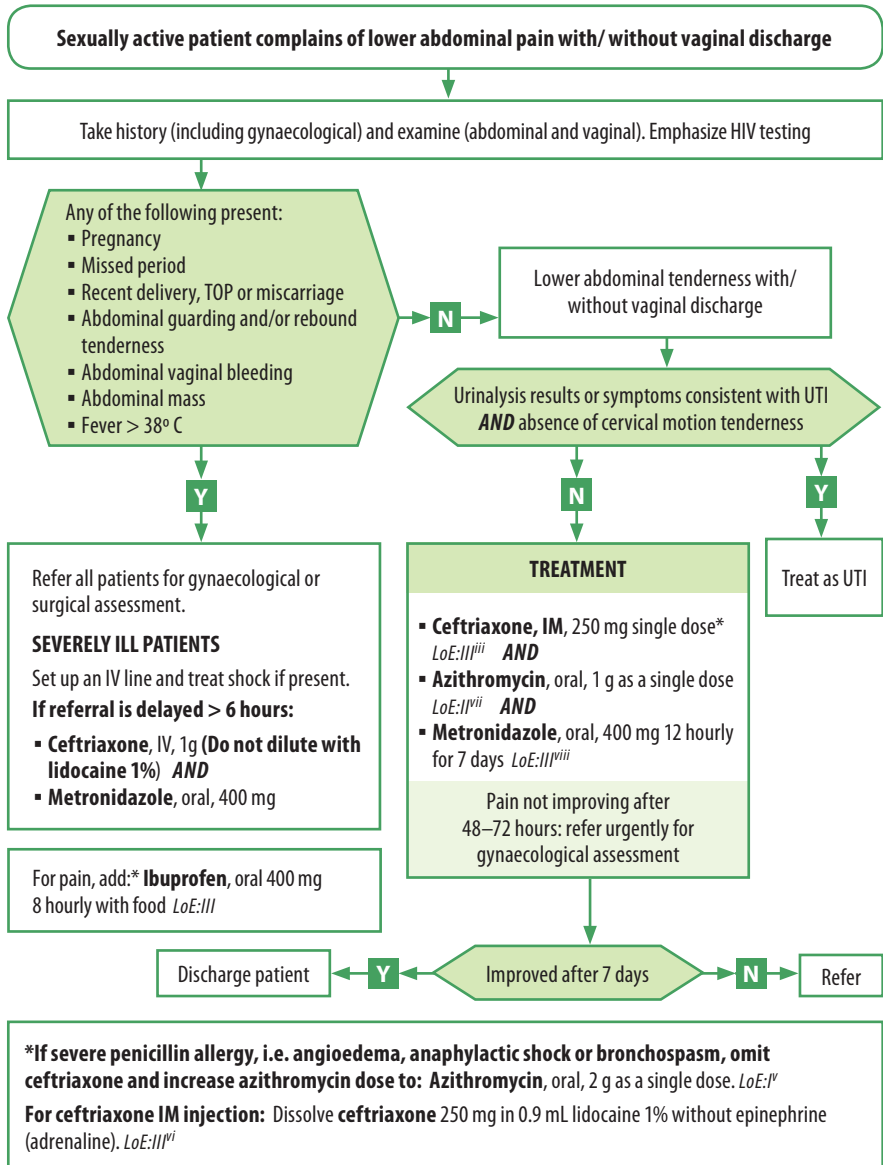 Sexually active patient complains of lower abdominal pain with/ without vaginal discharge
Take history (including gynaecological) and examine (abdominal and vaginal). Emphasize HIV testing
Any of the following present:
▪ Pregnancy
▪ Missed period
▪ Recent delivery, TOP or miscarriage
▪ Abdominal guarding and/or rebound
tenderness
▪ Abdominal vaginal bleeding
▪ Abdominal mass
▪ Fever > 38º C
N
Lower abdominal tenderness with/
without vaginal discharge
Urinalysis results or symptoms consistent with UTI
AND absence of cervical motion tenderness
Y
N
Y
Refer all patients for gynaecological or
surgical assessment.
SEVERELY ILL PATIENTS
Set up an IV line and treat shock if present.
If referral is delayed > 6 hours:
▪ Ceftriaxone, IV, 1g (Do not dilute with
lidocaine 1%) AND
▪ Metronidazole, oral, 400 mg
For pain, add:* Ibuprofen, oral 400 mg
8 hourly with food LoE:III
TREATMENT
▪ Ceftriaxone, IM, 250 mg single dose*
LoE:III iii AND
▪ Azithromycin, oral, 1 g as a single dose
LoE:II vii AND
▪ Metronidazole, oral, 400 mg 12 hourly
for 7 days LoE:III viii
Pain not improving after
48–72 hours: refer urgently for
gynaecological assessment
Treat as UTI
Discharge patient
Y
Improved after 7 days
N
Refer
*If severe penicillin allergy, i.e. angioedema, anaphylactic shock or bronchospasm, omit
ceftriaxone and increase azithromycin dose to: Azithromycin, oral, 2 g as a single dose. LoE:I v
For ceftriaxone IM injection: Dissolve ceftriaxone 250 mg in 0.9 mL lidocaine 1% without epinephrine
(adrenaline). LoE:III vi